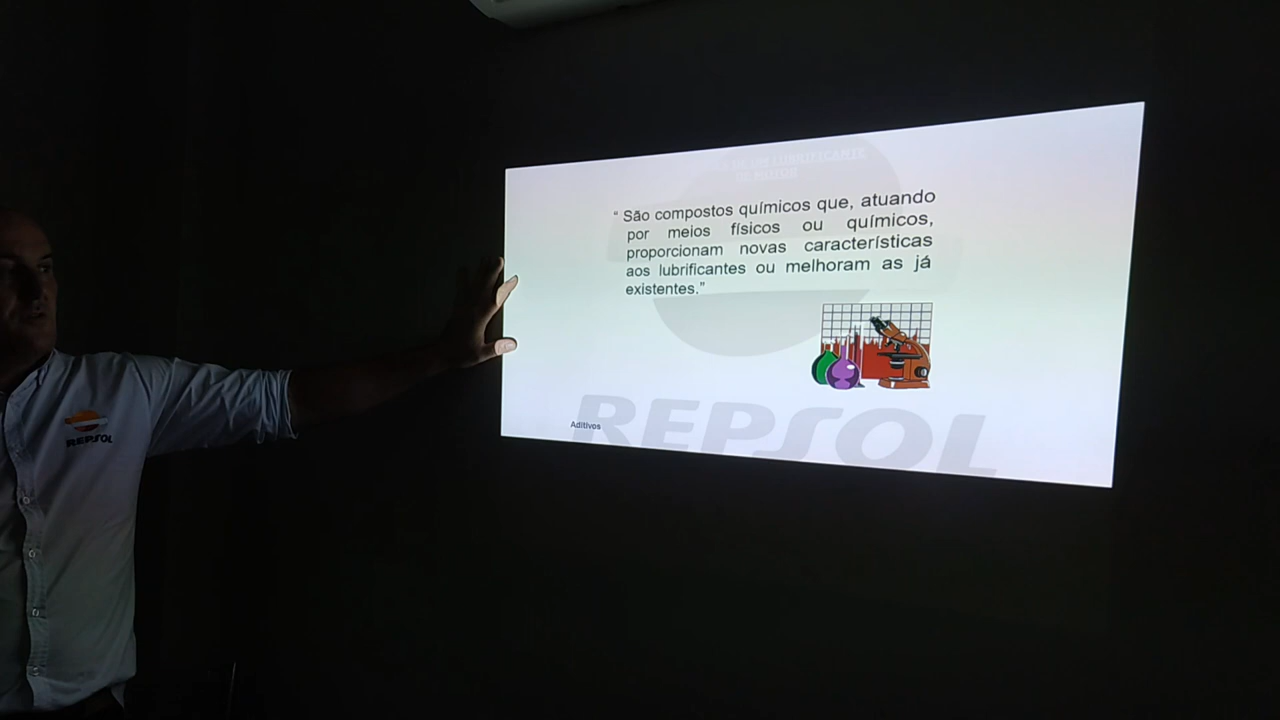 LUBRIFICANTE
“ São compostos químicos que, atuando
por meios físicos ou químicos,
proporcionam novas características
aos lubrificantes ou melhoram as já
existentes.”
Aditivos
REPSOL
REPSOL